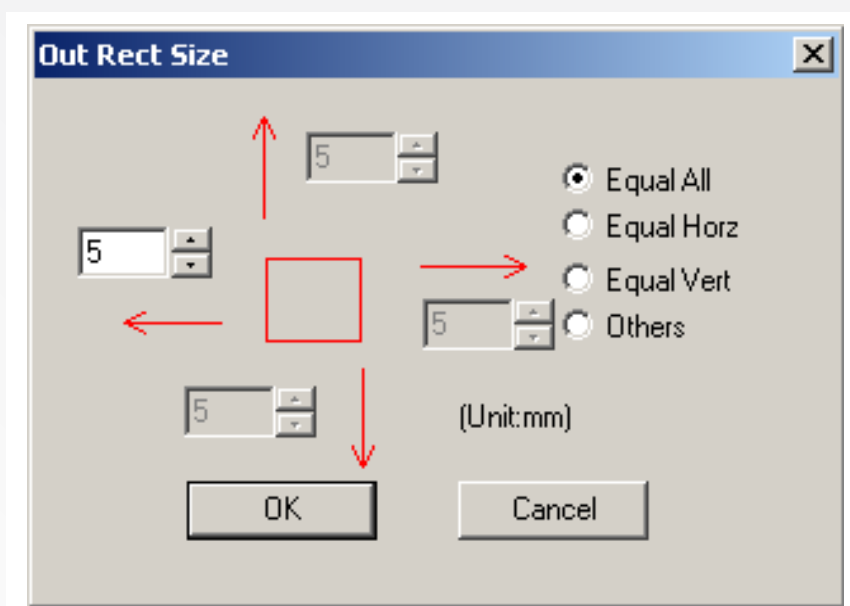 Out Rect Size
5
Equal All
5
Equal Horz
Equal Vert
5
Others
5
(Unit:mm)
OK
Cancel